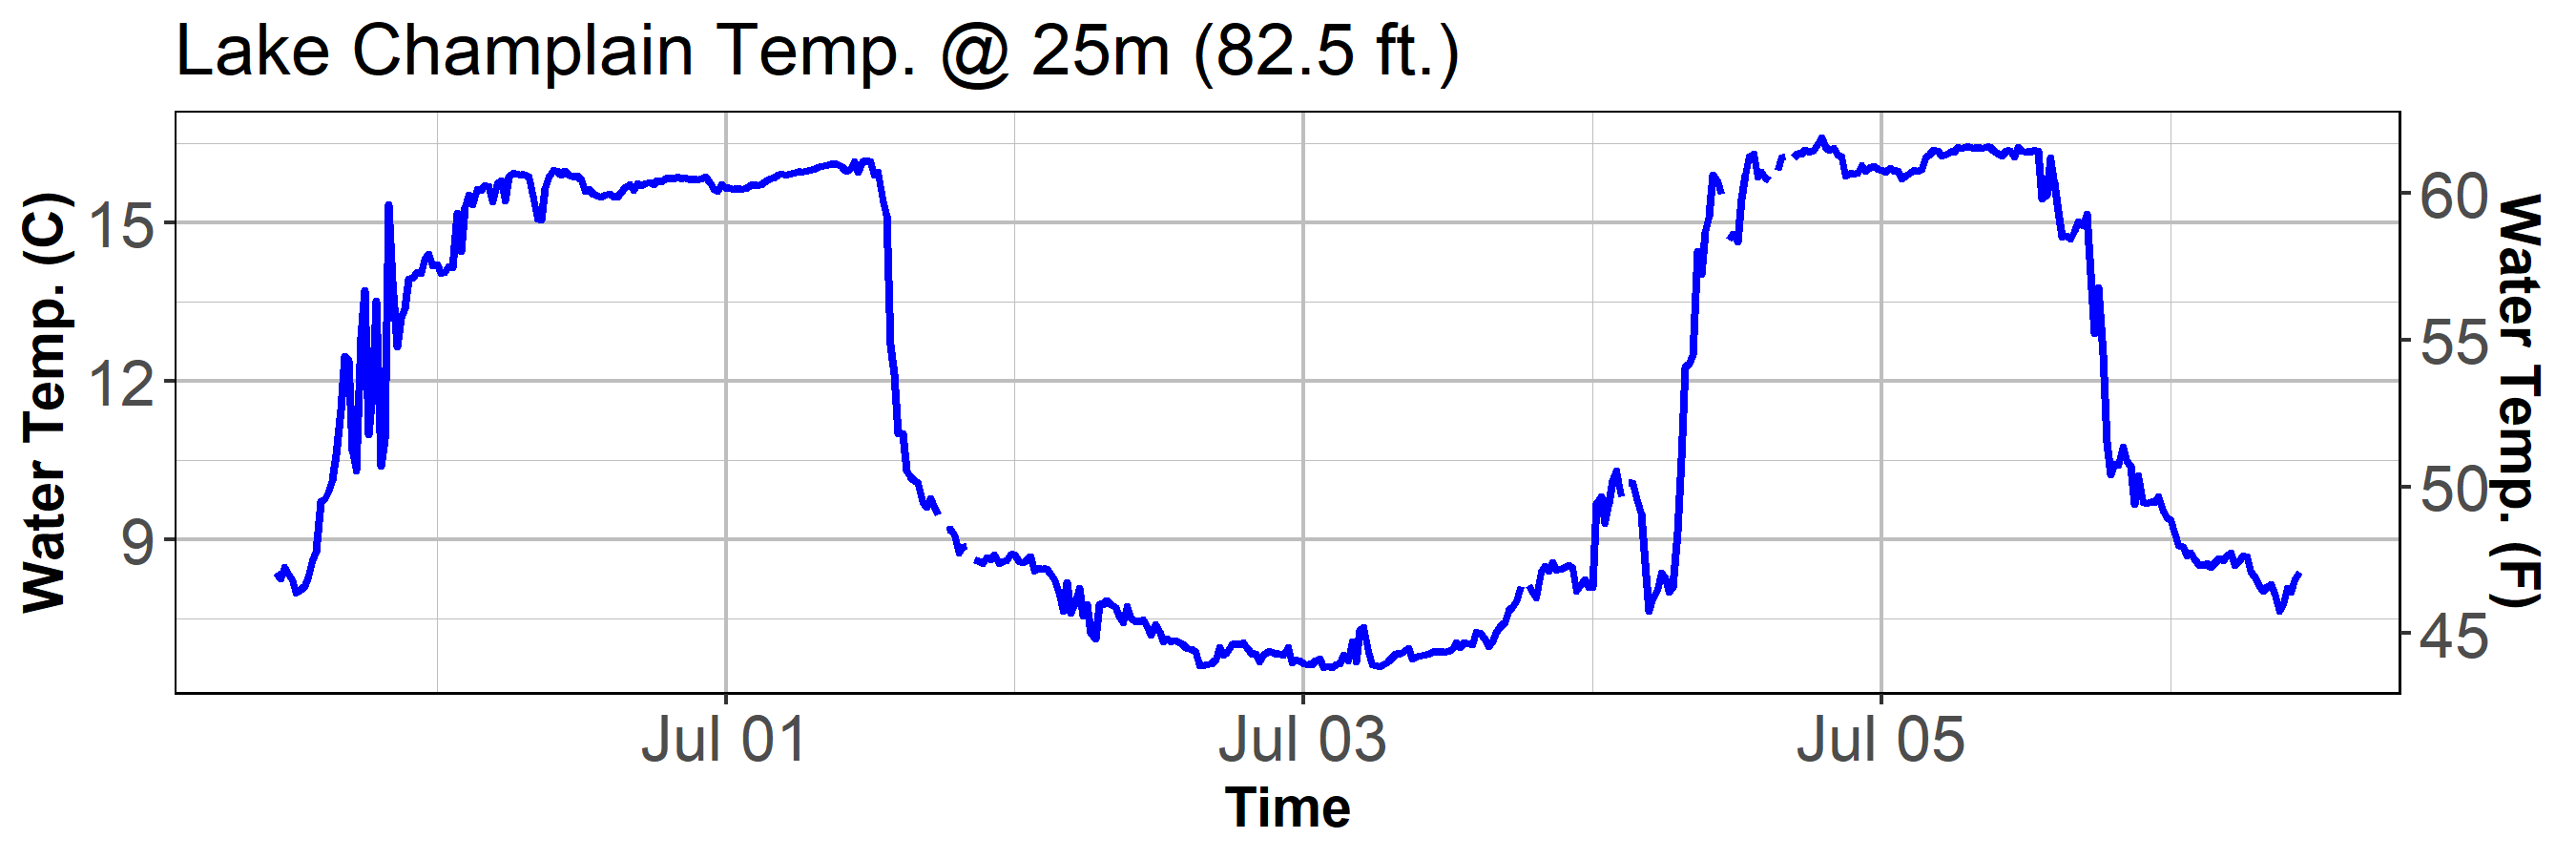 Lake Champlain Temp. @ 25m (82.5 ft.)
Water Temp. (C)
15
12
9
60
55
50
45
Water Temp. (F)
Jul 01
Jul 03
Jul 05
Time